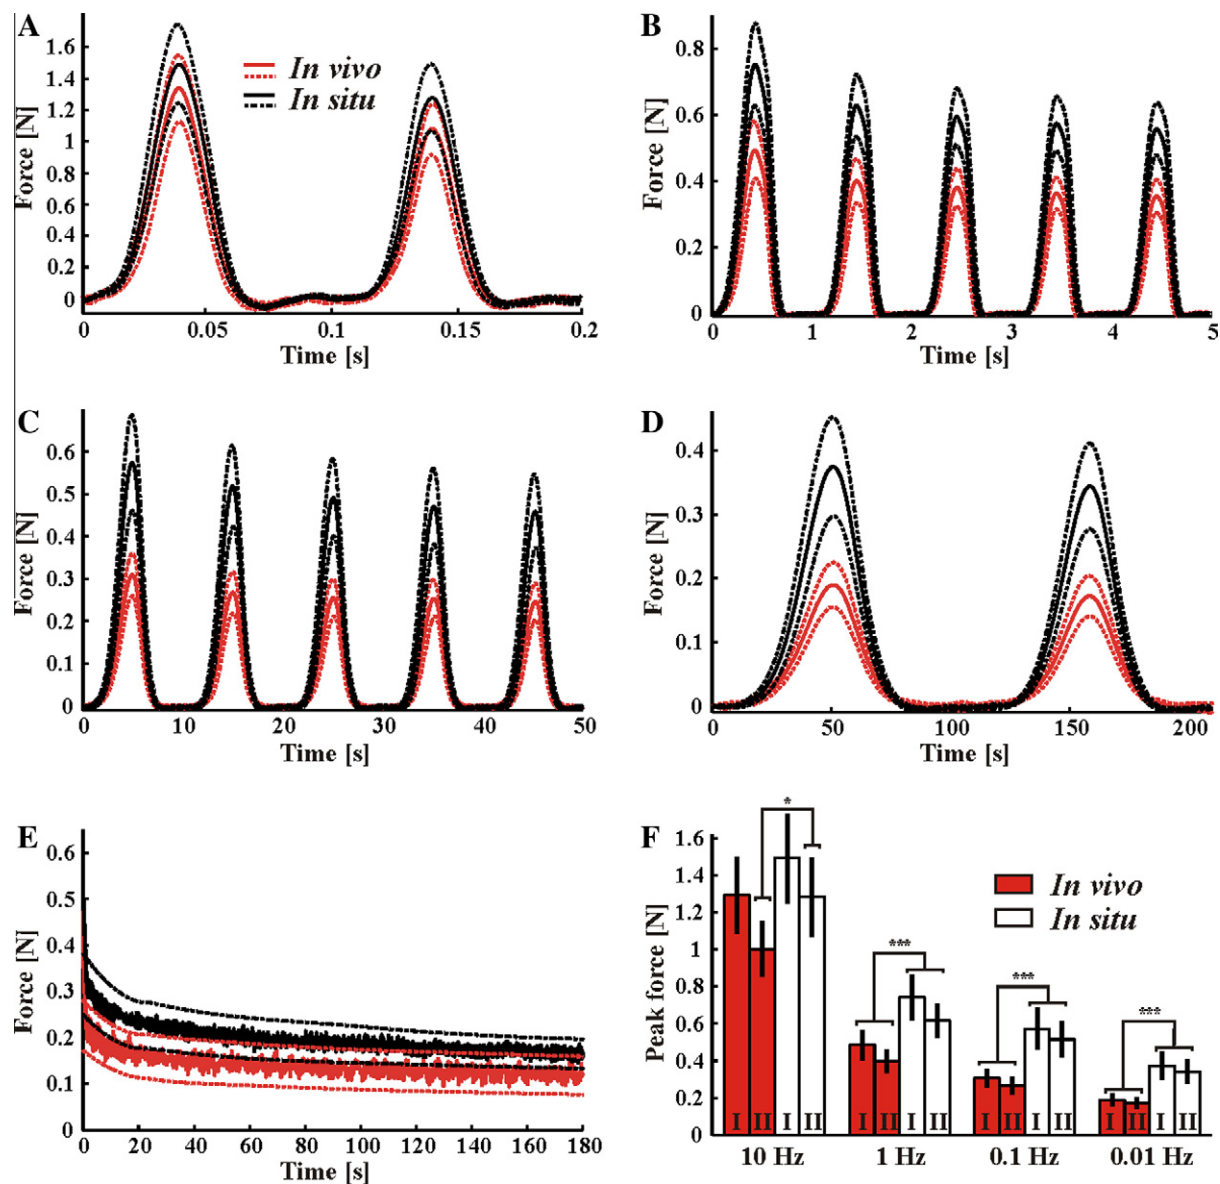 A
Force [N]
1.6
1.4
1.2
1
0.8
0.6
0.4
0.2
0
In vivo
In situ
0 0.05 0.1 0.15 0.2
Time [s]
B
Force [N]
0.8
0.6
0.4
0.2
0
0 1 2 3 4 5
Time [s]
C
Force [N]
0.6
0.5
0.4
0.3
0.2
0.1
0
0 10 20 30 40 50
Time [s]
D
Force [N]
0.4
0.3
0.2
0.1
0
0 50 100 150 200
Time [s]
E
Force [N]
0.6
0.5
0.4
0.3
0.2
0.1
0
0 20 40 60 80 100 120 140 160 180
Time [s]
F
Peak force [N]
1.6
1.4
1.2
1
0.8
0.6
0.4
0.2
0
* *** *** ***
In vivo
In situ
I II I II I II I II I II I II I II I II
10 Hz 1 Hz 0.1 Hz 0.01 Hz